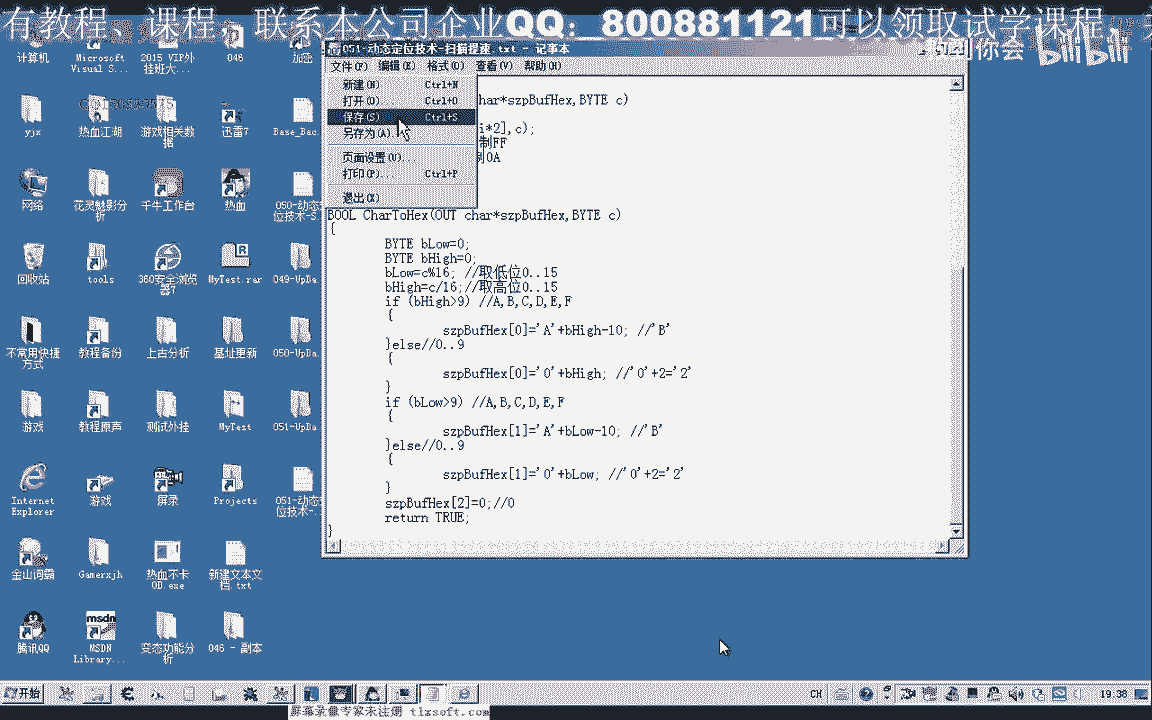 有教程、课程，联系本公司企业QQ：800881121可以领取试学课程，
教到你会 bilibili
051-动态定位技术-扫描提速.txt - 记事本
文件(F) 编辑(E) 格式(O) 查看(V) 帮助(H)
新建(N) Ctrl+N
打开(O)... Ctrl+O
保存(S) Ctrl+S
另存为(A)...
页面设置(U)...
打印(P)... Ctrl+P
退出(X)
har*szpBufHex,BYTE c)
i*2],c);
制FF
制0A
BOOL CharToHex(OUT char*szpBufHex,BYTE c)
{
BYTE bLow=0;
BYTE bHigh=0;
bLow=c%16; //取低位0..15
bHigh=c/16;//取高位0..15
if (bHigh>9) //A,B,C,D,E,F
{
szpBufHex[0]='A'+bHigh-10; //'B'
}else//0..9
{
szpBufHex[0]='0'+bHigh; //'0'+2='2'
}
if (bLow>9) //A,B,C,D,E,F
{
szpBufHex[1]='A'+bLow-10; //'B'
}else//0..9
{
szpBufHex[1]='0'+bLow; //'0'+2='2'
}
szpBufHex[2]=0;//0
return TRUE;
}
计算机 Microsoft Visual S... 2015 VIP外挂班大... 046 加密
yjx 热血江湖 游戏相关数据 迅雷7 Base_Bac.
网络 花灵魅影分析 千牛工作台 热血 050-动态定位技术-S.
回收站 tools 360安全浏览器7 MyTest.rar 049-UpDa.
不常用快捷方式 教程备份 上古分析 基址更新 050-UpDa.
游戏 教程原声 测试外挂 MyTest 051-UpDa.
Internet Explorer 游戏 屏录 Projects 051-动态定位技术-.
金山词霸 Gamerxjh 热血不卡OD.exe 新建文本文档.txt
腾讯QQ MSDN Library... 变态功能分析 046 - 副本
开始 CH 19:38
屏幕录像专家未注册 tlxsoft.com